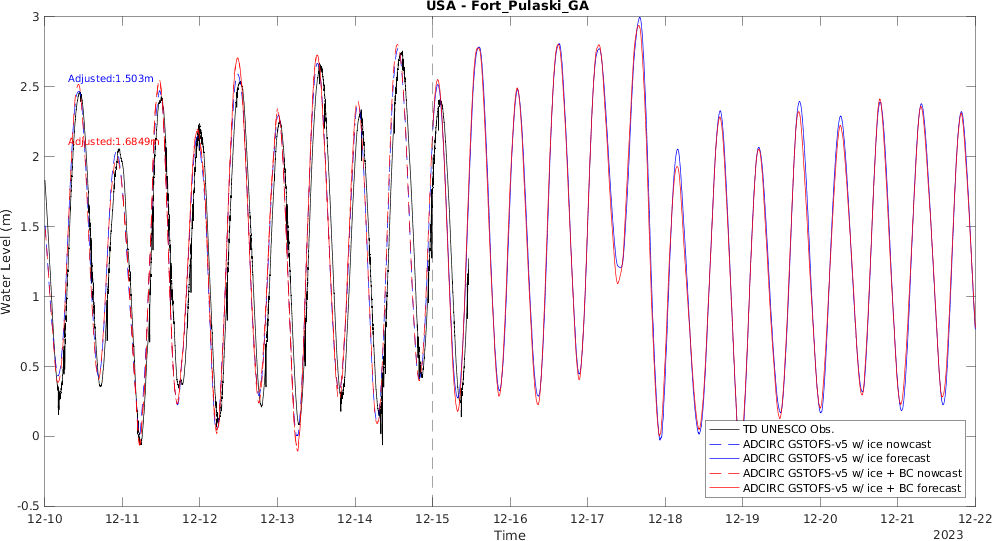 USA - Fort_Pulaski_GA
3
2.5
2
1.5
1
0.5
0
-0.5
Water Level (m)
Adjusted:1.503m
Adjusted:1.6849m
TD UNESCO Obs.
ADCIRC GSTOFS-v5 w/ ice nowcast
ADCIRC GSTOFS-v5 w/ ice forecast
ADCIRC GSTOFS-v5 w/ ice + BC nowcast
ADCIRC GSTOFS-v5 w/ ice + BC forecast
12-10 12-11 12-12 12-13 12-14 12-15 12-16 12-17 12-18 12-19 12-20 12-21 12-22
Time
2023